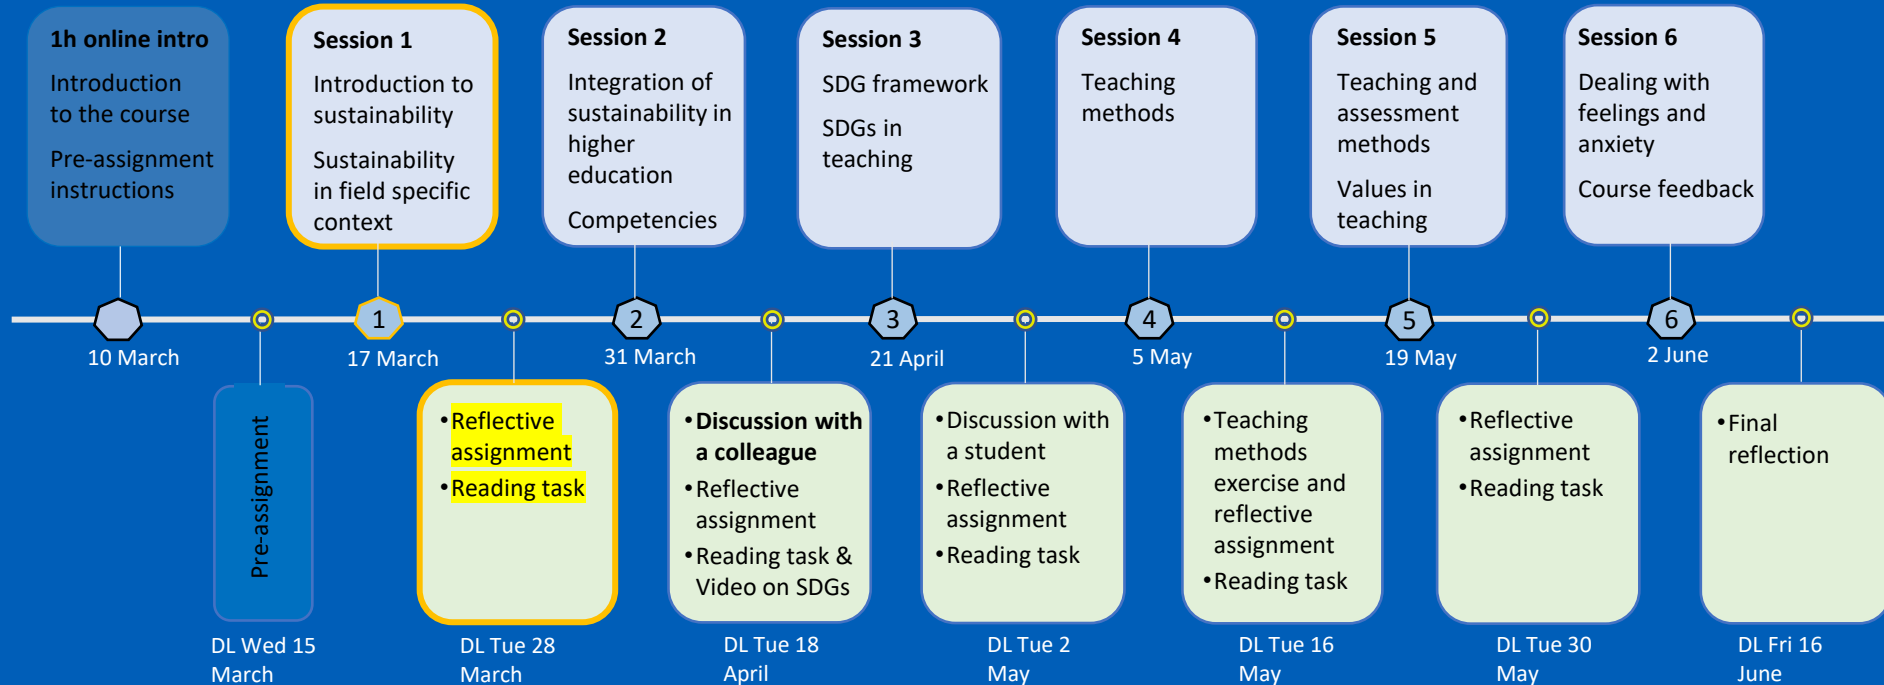 1h online intro
Introduction
to the course
Pre-assignment
instructions
Session 1
Introduction to
sustainability
Sustainability
in field specific
context
Session 2
Integration of
sustainability in
higher
education
Competencies
Session 3
SDG framework
SDGs in
teaching
Session 4
Teaching
methods
Session 5
Teaching and
assessment
methods
Values in
teaching
Session 6
Dealing with
feelings and
anxiety
Course feedback
1
2
3
4
5
6
10 March
17 March
31 March
21 April
5 May
19 May
2 June
Pre-assignment
•Reflective
assignment
•Reading task
•Discussion with
a colleague
•Reflective
assignment
•Reading task &
Video on SDGs
•Discussion with
a student
•Reflective
assignment
•Reading task
•Teaching
methods
exercise and
reflective
assignment
•Reading task
•Reflective
assignment
•Reading task
•Final
reflection
DL Wed 15
March
DL Tue 28
March
DL Tue 18
April
DL Tue 2
May
DL Tue 16
May
DL Tue 30
May
DL Fri 16
June